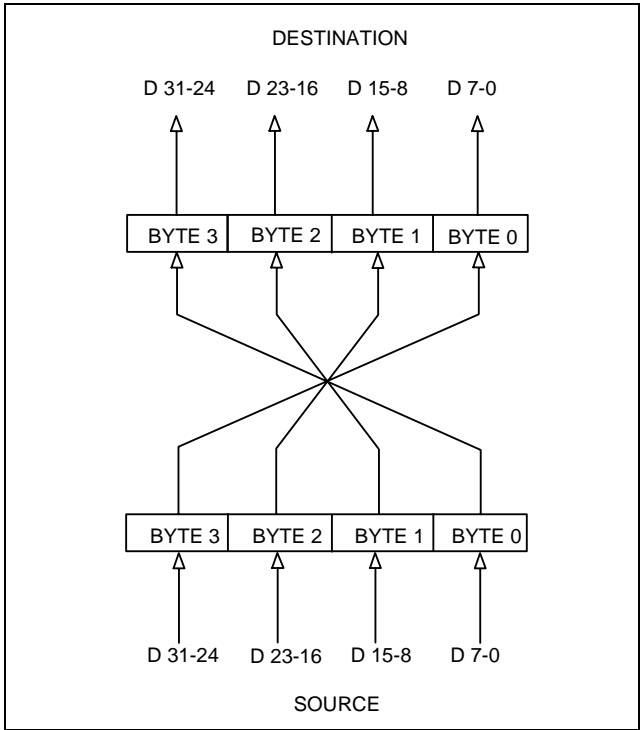 DESTINATION
D 31-24 D 23-16 D 15-8 D 7-0
BYTE 3 BYTE 2 BYTE 1 BYTE 0
BYTE 3 BYTE 2 BYTE 1 BYTE 0
D 31-24 D 23-16 D 15-8 D 7-0
SOURCE